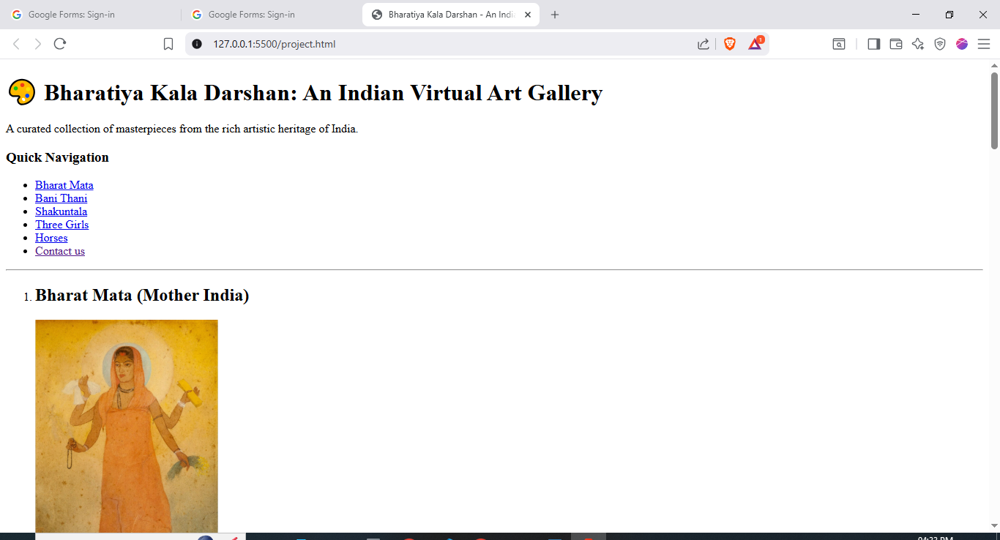 Google Forms: Sign-in
Google Forms: Sign-in
Bharatiya Kala Darshan - An Indi
127.0.0.1:5500/project.html
1
Bharatiya Kala Darshan: An Indian Virtual Art Gallery
A curated collection of masterpieces from the rich artistic heritage of India.
Quick Navigation
Bharat Mata
Bani Thani
Shakuntala
Three Girls
Horses
Contact us
1. Bharat Mata (Mother India)